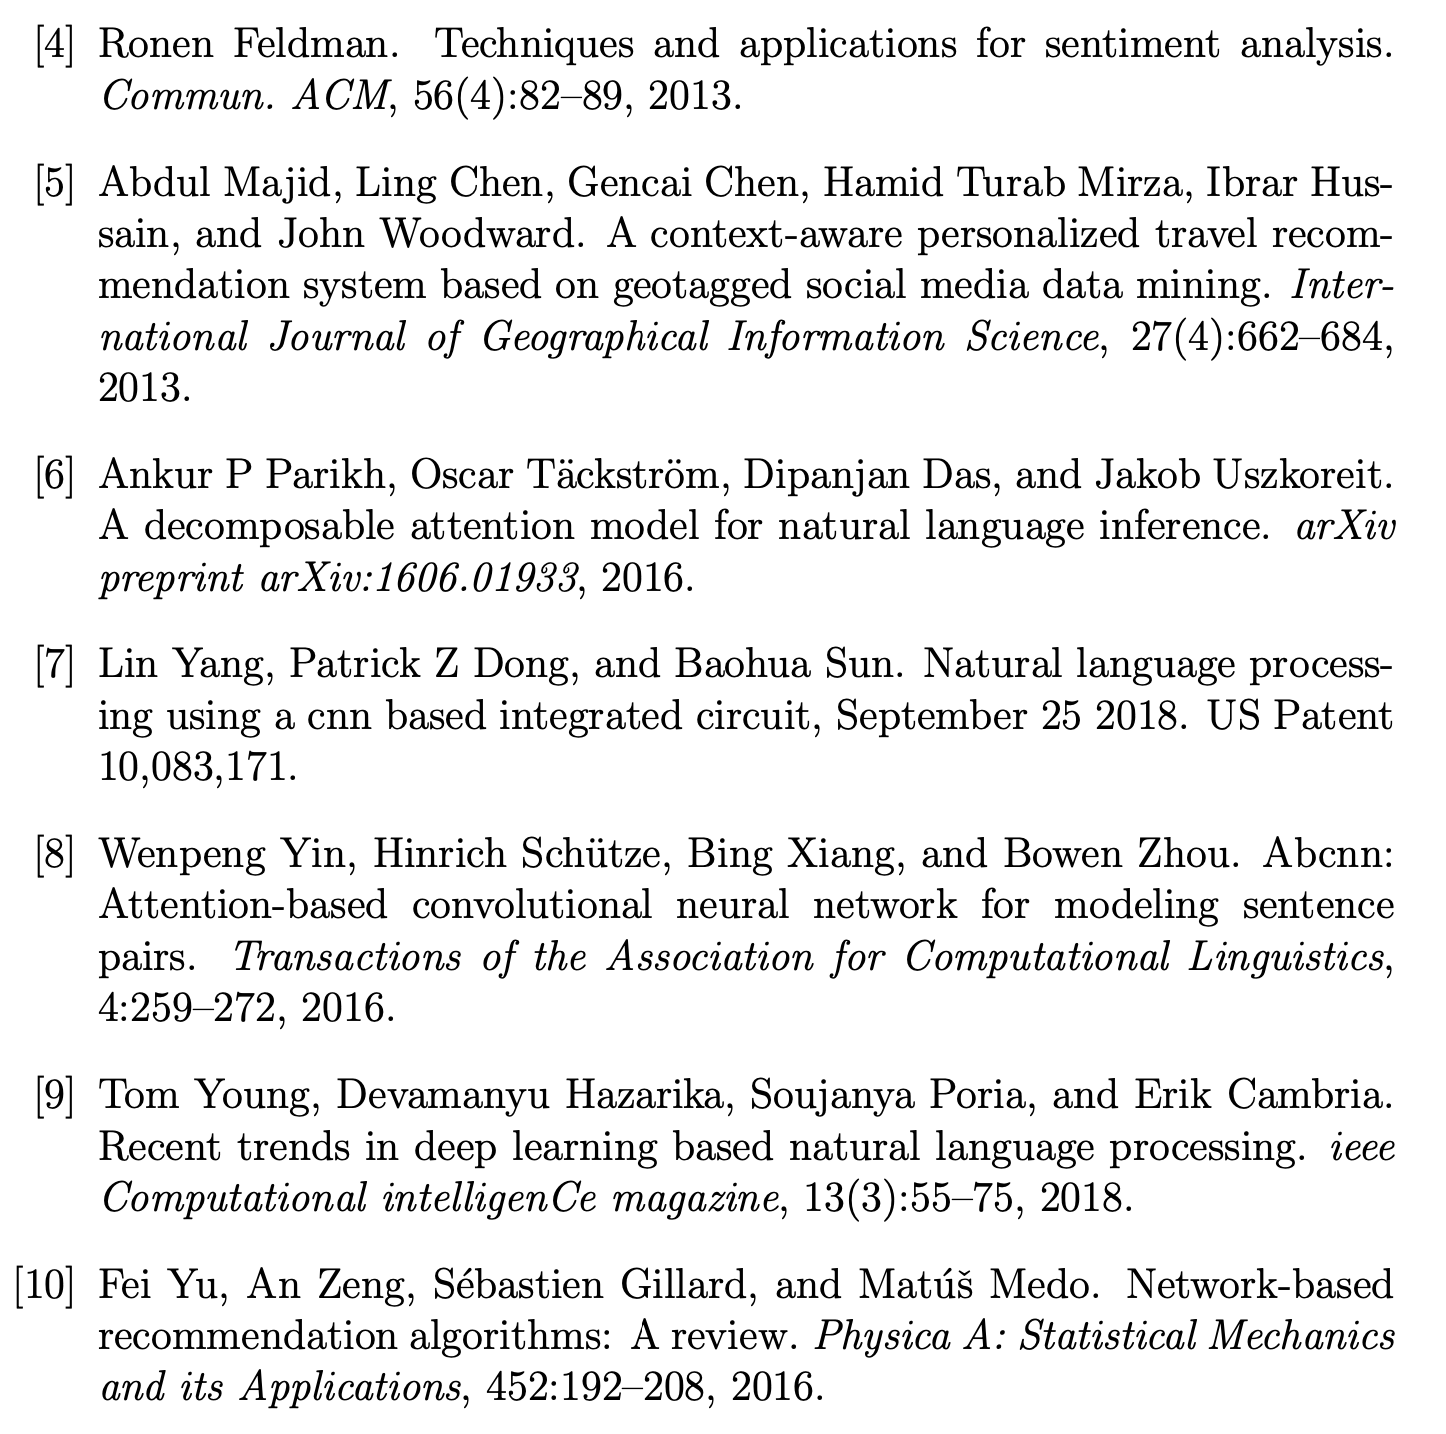 [4] Ronen Feldman. Techniques and applications for sentiment analysis.
Commun. ACM, 56(4):82–89, 2013.
[5] Abdul Majid, Ling Chen, Gencai Chen, Hamid Turab Mirza, Ibrar Hus-
sain, and John Woodward. A context-aware personalized travel recom-
mendation system based on geotagged social media data mining. Inter-
national Journal of Geographical Information Science, 27(4):662–684,
2013.
[6] Ankur P Parikh, Oscar Täckström, Dipanjan Das, and Jakob Uszkoreit.
A decomposable attention model for natural language inference. arXiv
preprint arXiv:1606.01933, 2016.
[7] Lin Yang, Patrick Z Dong, and Baohua Sun. Natural language process-
ing using a cnn based integrated circuit, September 25 2018. US Patent
10,083,171.
[8] Wenpeng Yin, Hinrich Schütze, Bing Xiang, and Bowen Zhou. Abcnn:
Attention-based convolutional neural network for modeling sentence
pairs. Transactions of the Association for Computational Linguistics,
4:259–272, 2016.
[9] Tom Young, Devamanyu Hazarika, Soujanya Poria, and Erik Cambria.
Recent trends in deep learning based natural language processing. ieee
Computational intelligenCe magazine, 13(3):55–75, 2018.
[10] Fei Yu, An Zeng, Sébastien Gillard, and Matúš Medo. Network-based
recommendation algorithms: A review. Physica A: Statistical Mechanics
and its Applications, 452:192–208, 2016.